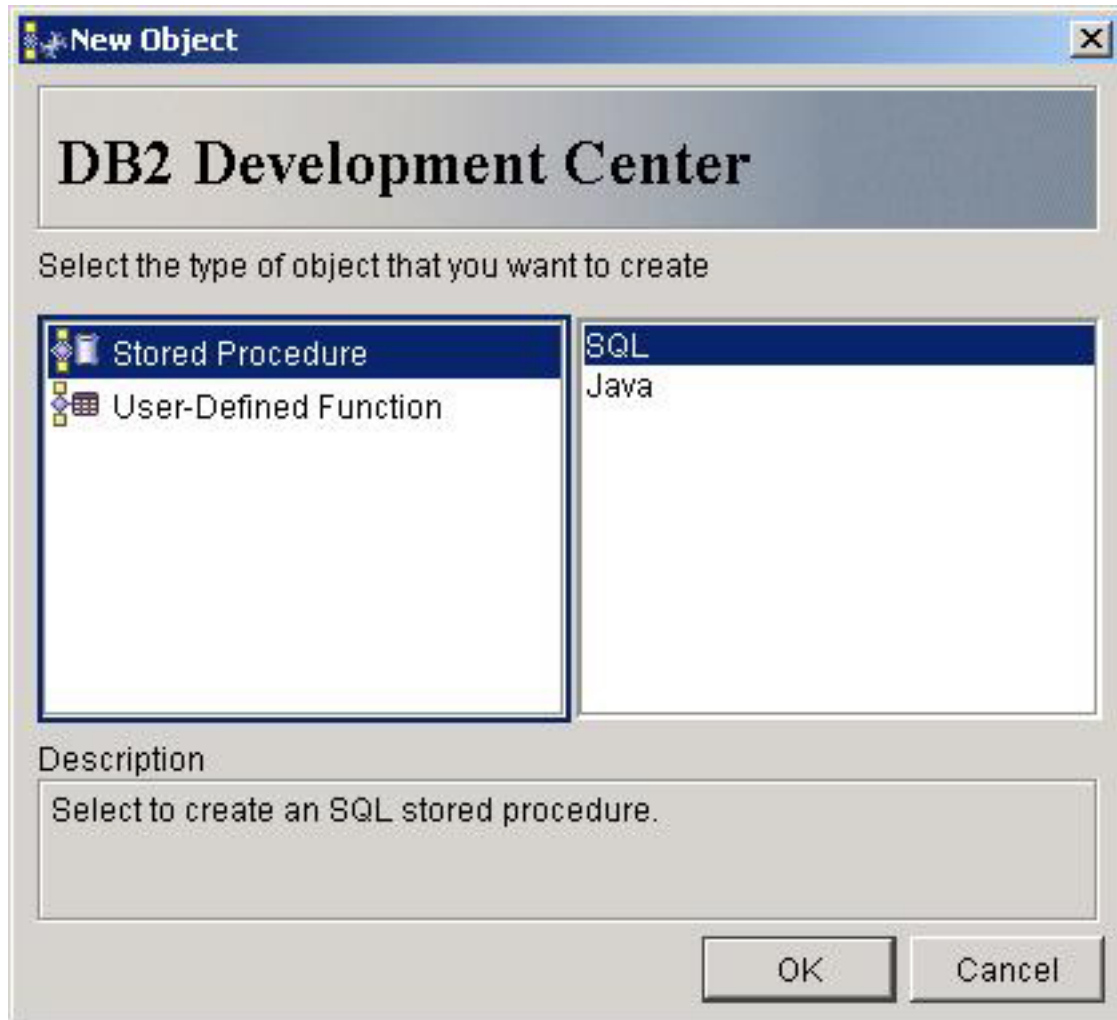 New Object
DB2 Development Center
Select the type of object that you want to create
Stored Procedure
User-Defined Function
SQL
Java
Description
Select to create an SQL stored procedure.
OK
Cancel